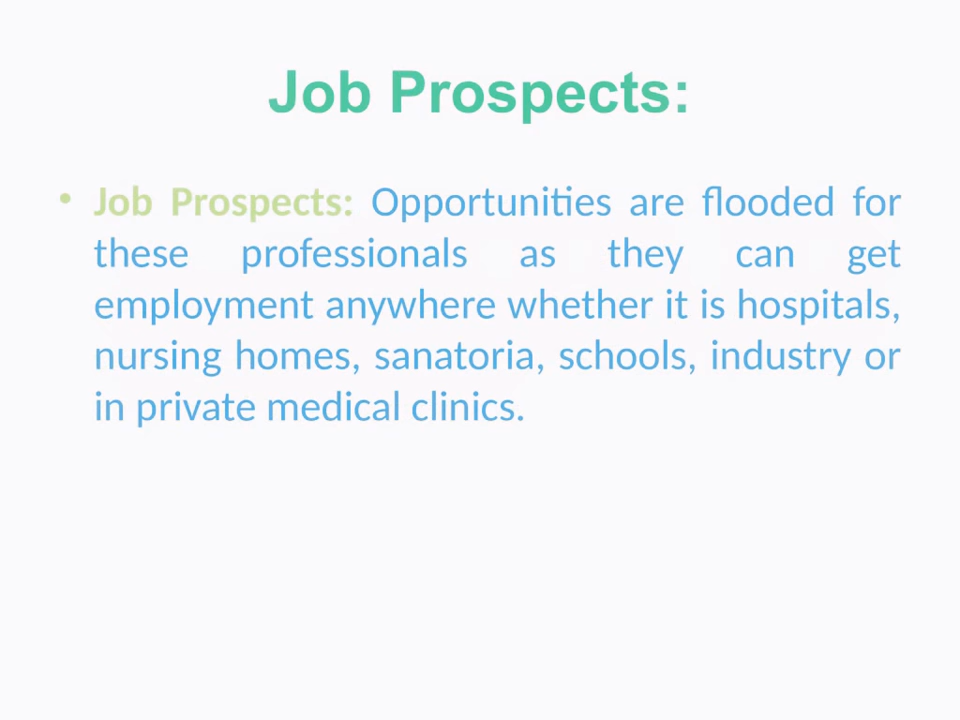 Job Prospects:
• Job Prospects: Opportunities are flooded for
these professionals as they can get
employment anywhere whether it is hospitals,
nursing homes, sanatoria, schools, industry or
in private medical clinics.